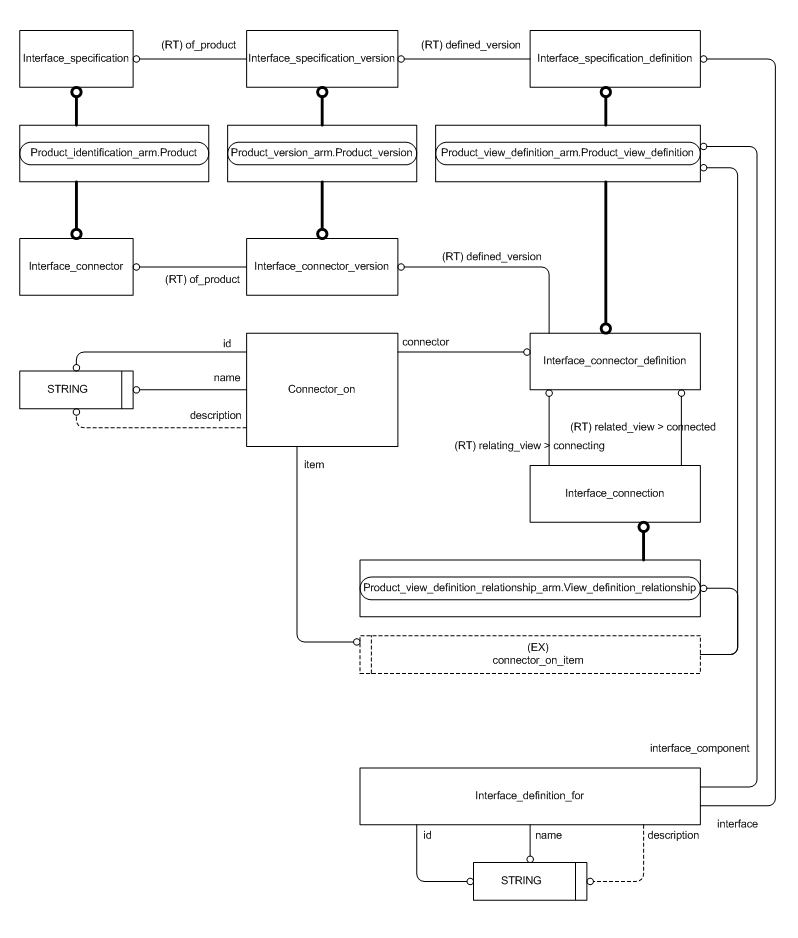 (RT) of_product
(RT) defined_version
Interface_specification
Interface_specification_version
Interface_specification_definition
Product_identification_arm.Product
Product_version_arm.Product_version
Product_view_definition_arm.Product_view_definition
Interface_connector
Interface_connector_version
(RT) defined_version
(RT) of_product
id
connector
Interface_connector_definition
name
STRING
Connector_on
description
(RT) related_view > connected
(RT) relating_view > connecting
item
Interface_connection
Product_view_definition_relationship_arm.View_definition_relationship
(EX)
connector_on_item
interface_component
Interface_definition_for
interface
id
name
description
STRING